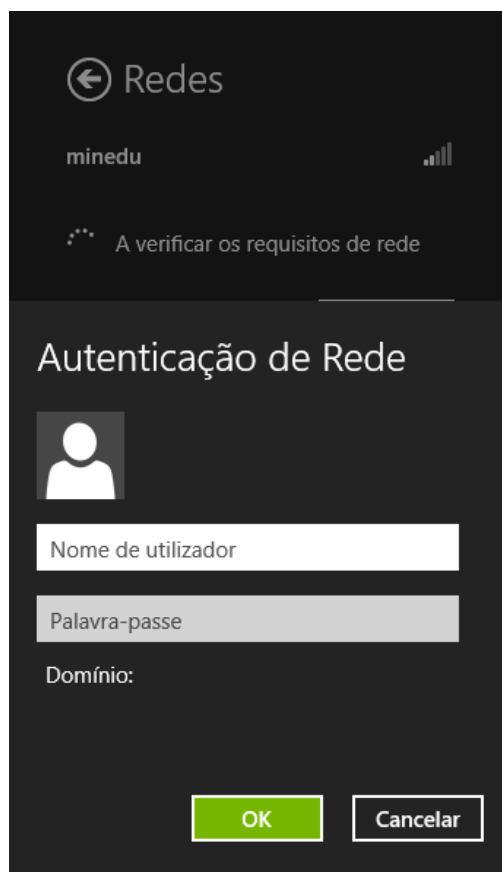 Redes
minedu
A verificar os requisitos de rede
Autenticação de Rede
Nome de utilizador
Palavra-passe
Domínio:
OK Cancelar